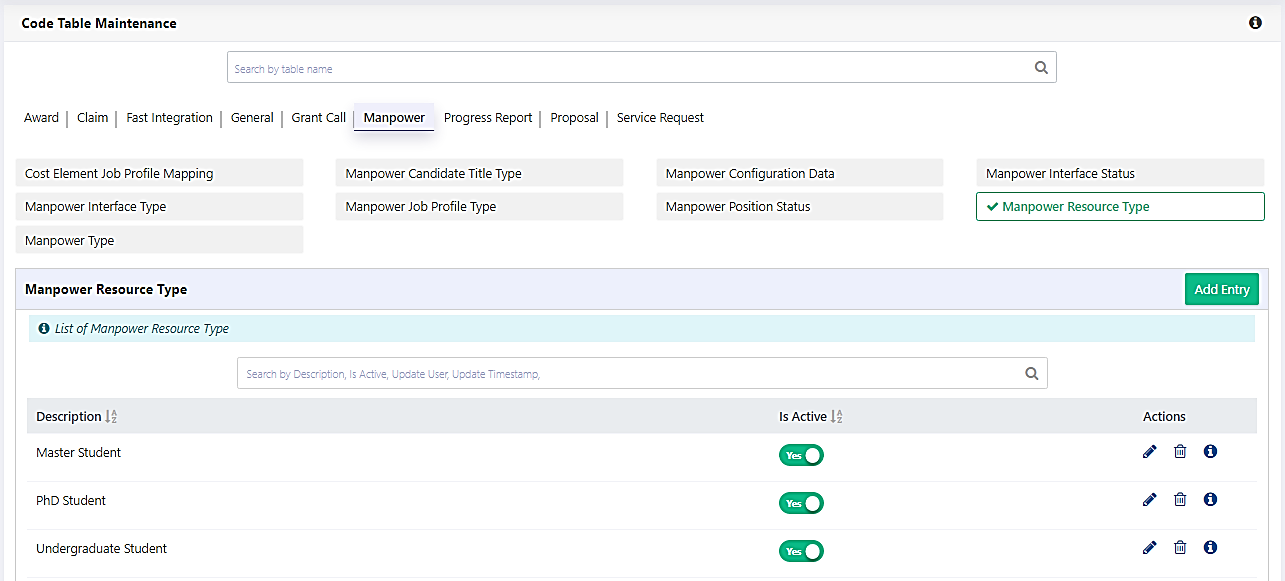 Code Table Maintenance
Search by table name
Award Claim Fast Integration General Grant Call Manpower Progress Report Proposal Service Request
Cost Element Job Profile Mapping Manpower Candidate Title Type Manpower Configuration Data Manpower Interface Status
Manpower Interface Type Manpower Job Profile Type Manpower Position Status Manpower Resource Type
Manpower Type
Manpower Resource Type Add Entry
List of Manpower Resource Type
Search by Description, Is Active, Update User, Update Timestamp,
Description Is Active Actions
Master Student Yes
PhD Student Yes
Undergraduate Student Yes